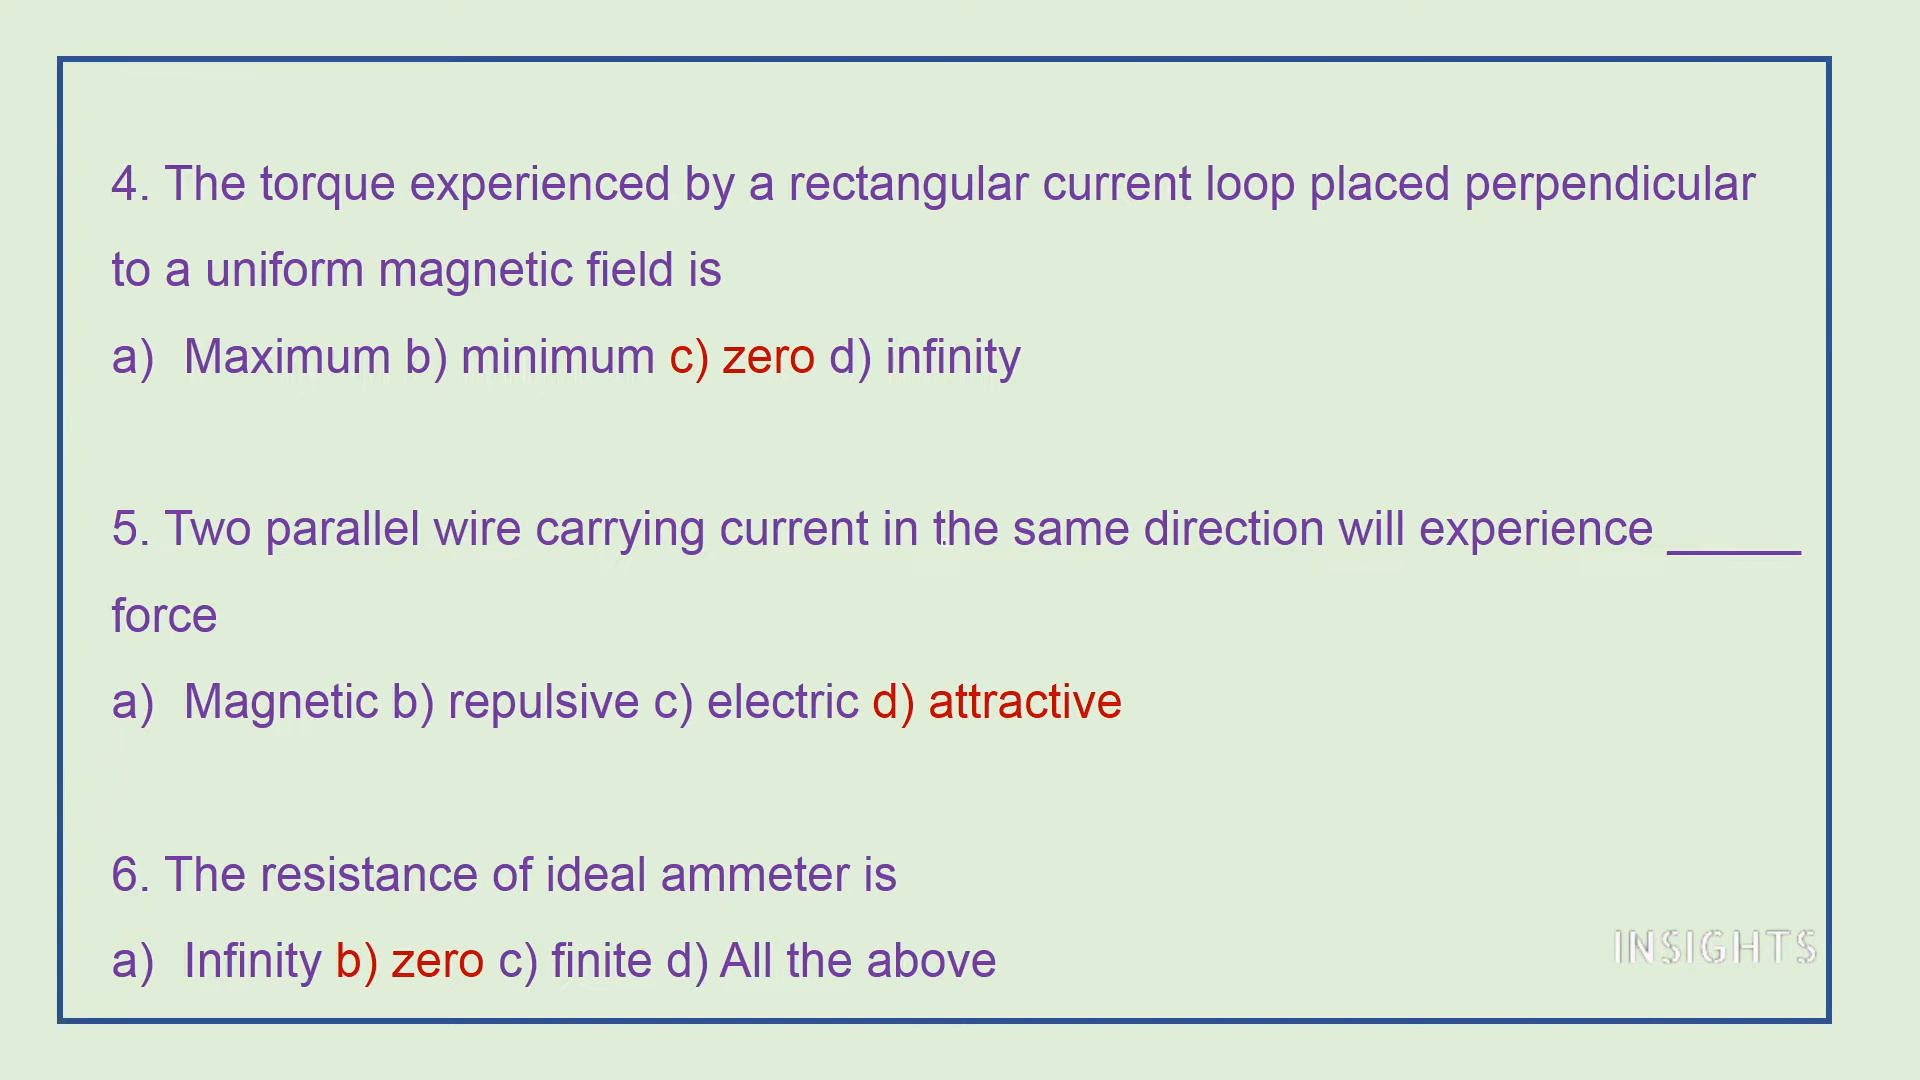 4. The torque experienced by a rectangular current loop placed perpendicular
to a uniform magnetic field is
a) Maximum b) minimum c) zero d) infinity
5. Two parallel wire carrying current in the same direction will experience _____
force
a) Magnetic b) repulsive c) electric d) attractive
6. The resistance of ideal ammeter is
a) Infinity b) zero c) finite d) All the above
INSIGHTS